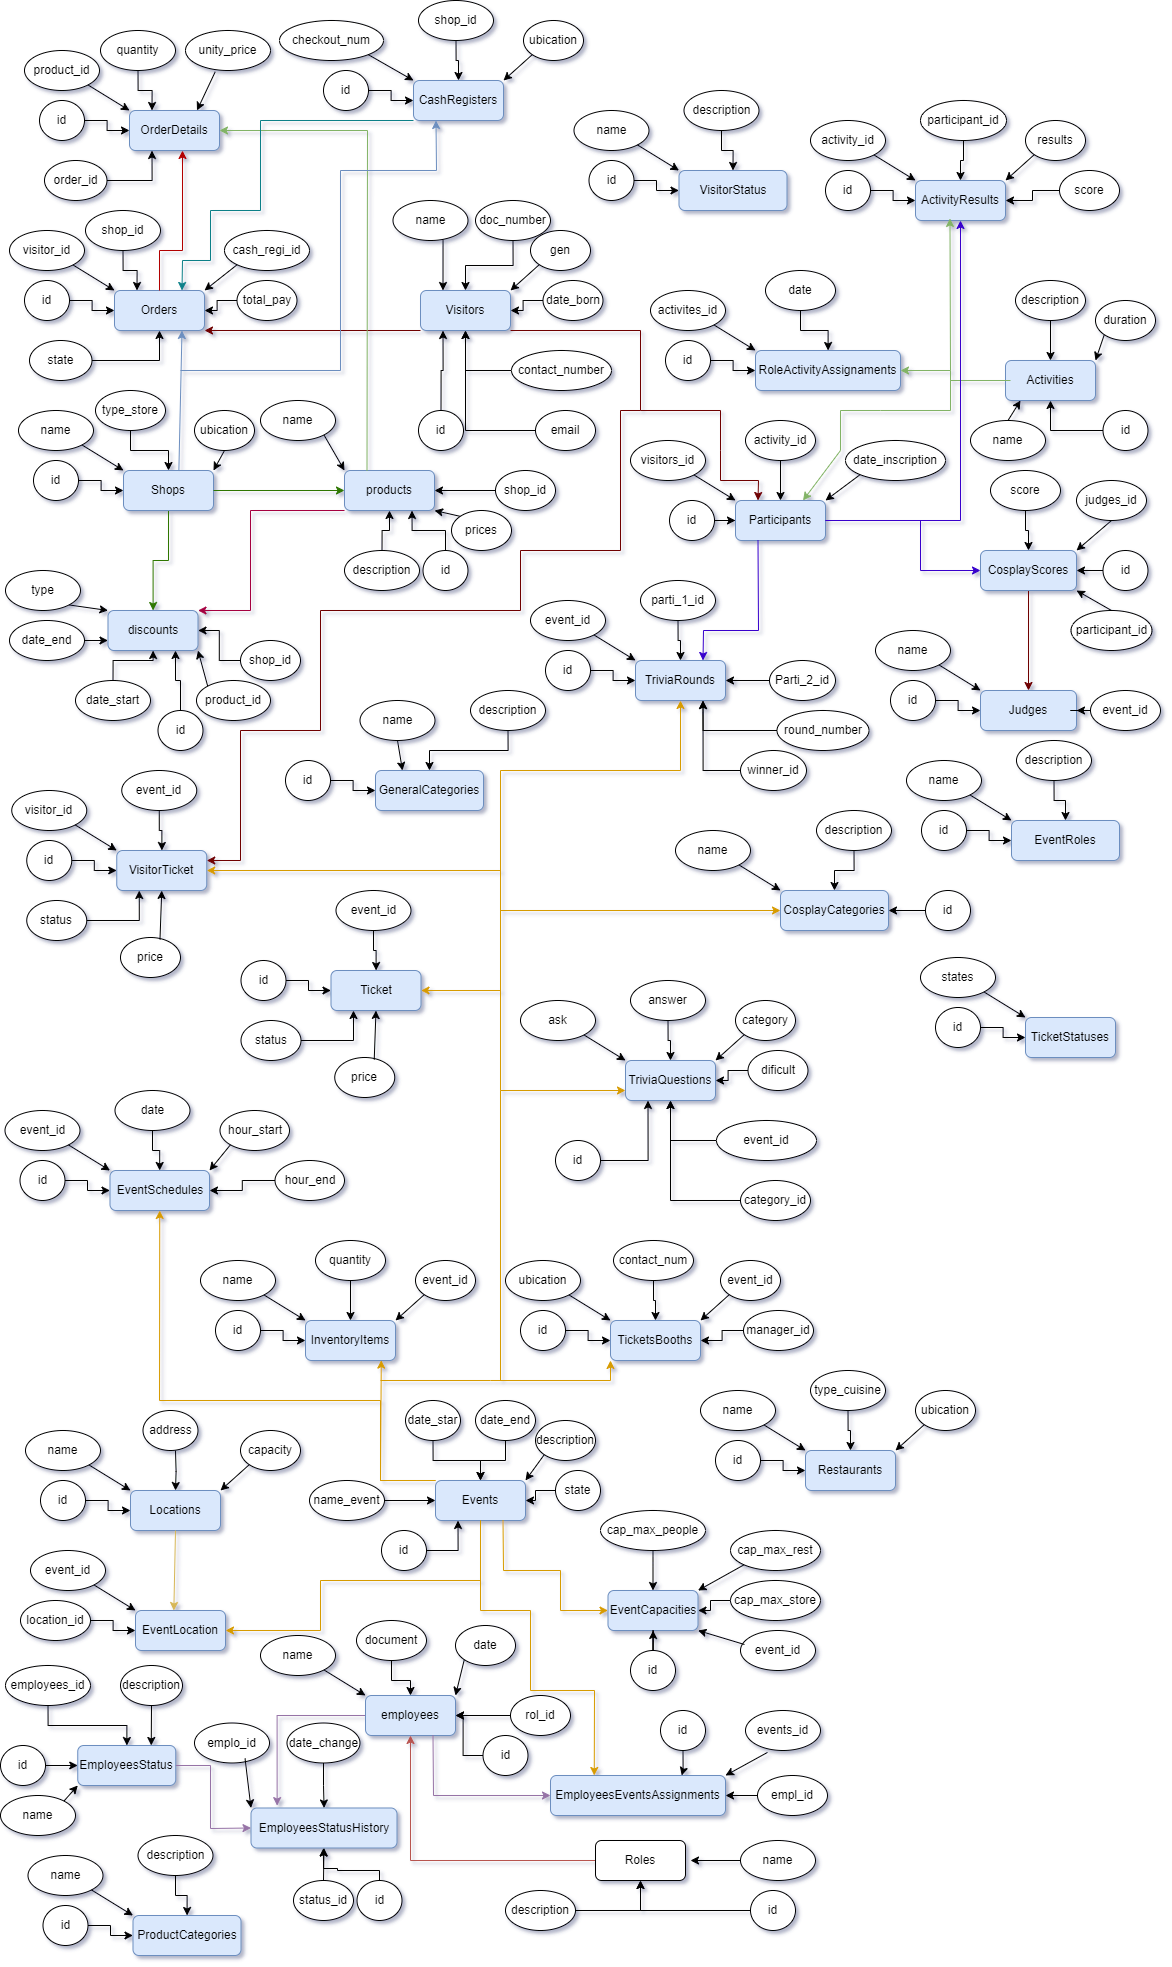 shop_id
checkout_num
ubication
quantity
unity_price
product_id
id
CashRegisters
id
OrderDetails
order_id
description
name
id
VisitorStatus
participant_id
activity_id
results
id
ActivityResults
score
shop_id
visitor_id
cash_regi_id
id
Orders
total_pay
state
name
doc_number
gen
Visitors
date_born
contact_number
id
email
date
activites_id
id
RoleActivityAssignaments
description
duration
Activities
name
id
type_store
name
ubication
id
Shops
name
products
shop_id
prices
description
id
activity_id
visitors_id
date_inscription
id
Participants
score
judges_id
CosplayScores
id
participant_id
type
date_end
discounts
shop_id
date_start
product_id
id
parti_1_id
event_id
id
TriviaRounds
Parti_2_id
round_number
winner_id
name
id
Judges
event_id
name
description
id
GeneralCategories
description
name
id
EventRoles
event_id
visitor_id
id
VisitorTicket
status
price
description
name
CosplayCategories
id
event_id
id
Ticket
status
price
states
id
TicketStatuses
answer
ask
category
TriviaQuestions
dificult
id
event_id
category_id
date
event_id
hour_start
id
EventSchedules
hour_end
quantity
name
event_id
id
InventoryItems
contact_num
ubication
event_id
id
TicketsBooths
manager_id
type_cuisine
name
ubication
id
Restaurants
address
name
capacity
id
Locations
date_star
date_end
description
name_event
Events
state
id
cap_max_people
cap_max_rest
cap_max_store
EventCapacities
event_id
id
event_id
location_id
EventLocation
document
name
date
employees
rol_id
id
employees_id
description
id
EmployeesStatus
name
emplo_id
date_change
EmployeesStatusHistory
status_id
id
id
events_id
EmployeesEventsAssignments
empl_id
Roles
name
description
id
description
name
id
ProductCategories